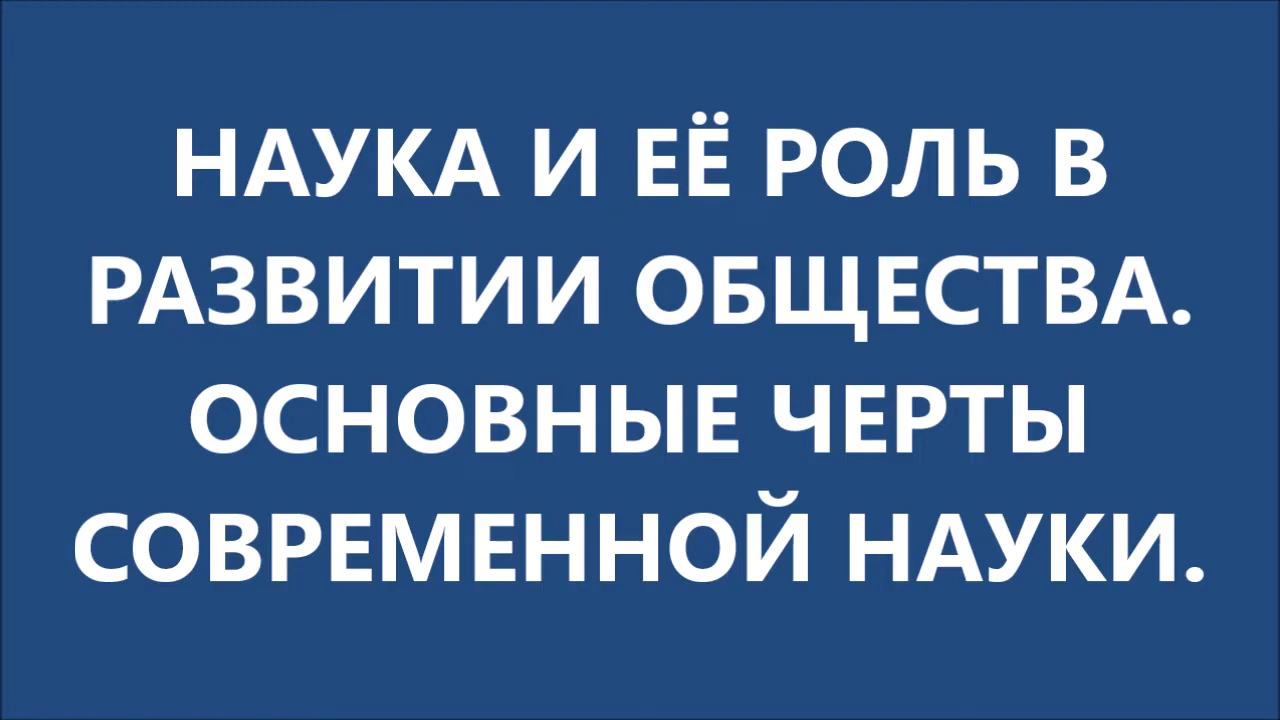 НАУКА И ЕЁ РОЛЬ В
РАЗВИТИИ ОБЩЕСТВА.
ОСНОВНЫЕ ЧЕРТЫ
СОВРЕМЕННОЙ НАУКИ.